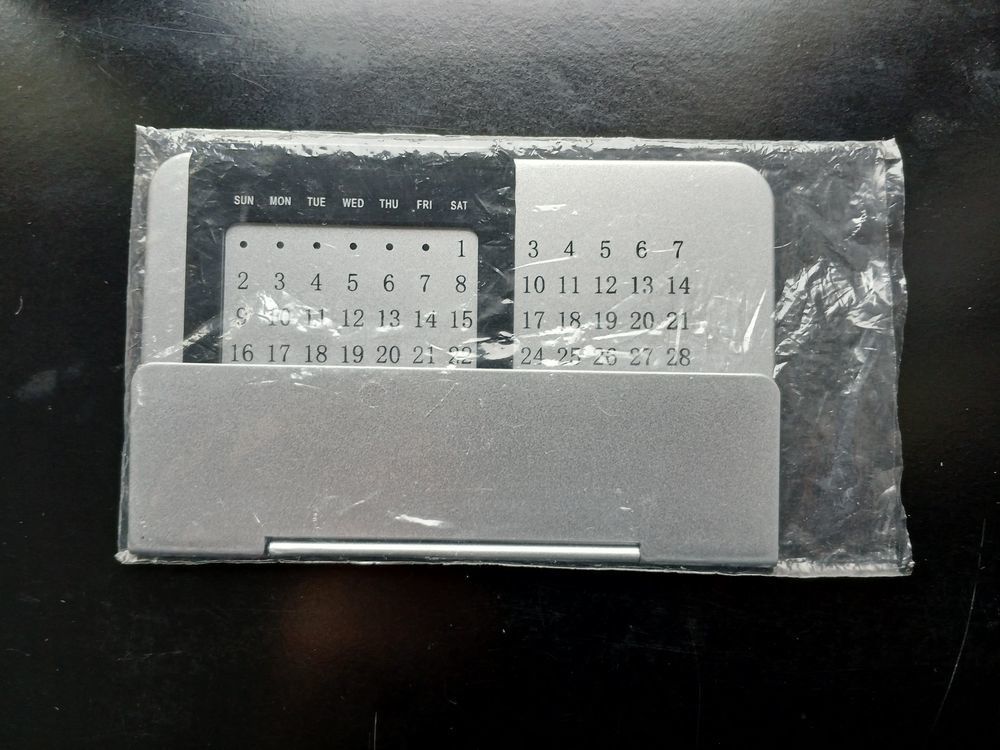 SUN MON TUE WED THU FRI SAT
• • • • • • 1 3 4 5 6 7
2 3 4 5 6 7 8 10 11 12 13 14
9 10 11 12 13 14 15 17 18 19 20 21
16 17 18 19 20 21 22 24 25 26 27 28